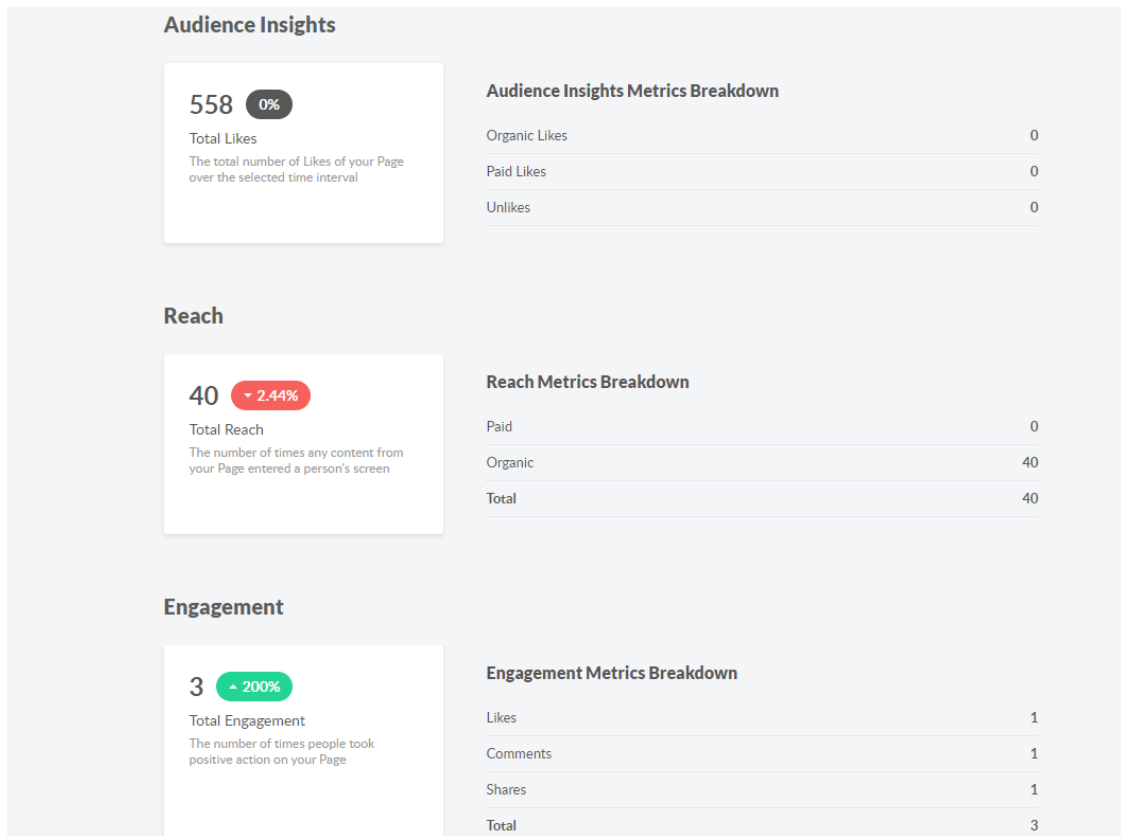 Audience Insights
558 0%
Total Likes
The total number of Likes of your Page
over the selected time interval
Audience Insights Metrics Breakdown
Organic Likes 0
Paid Likes 0
Unlikes 0
Reach
40 2.44%
Total Reach
The number of times any content from
your Page entered a person's screen
Reach Metrics Breakdown
Paid 0
Organic 40
Total 40
Engagement
3 200%
Total Engagement
The number of times people took
positive action on your Page
Engagement Metrics Breakdown
Likes 1
Comments 1
Shares 1
Total 3